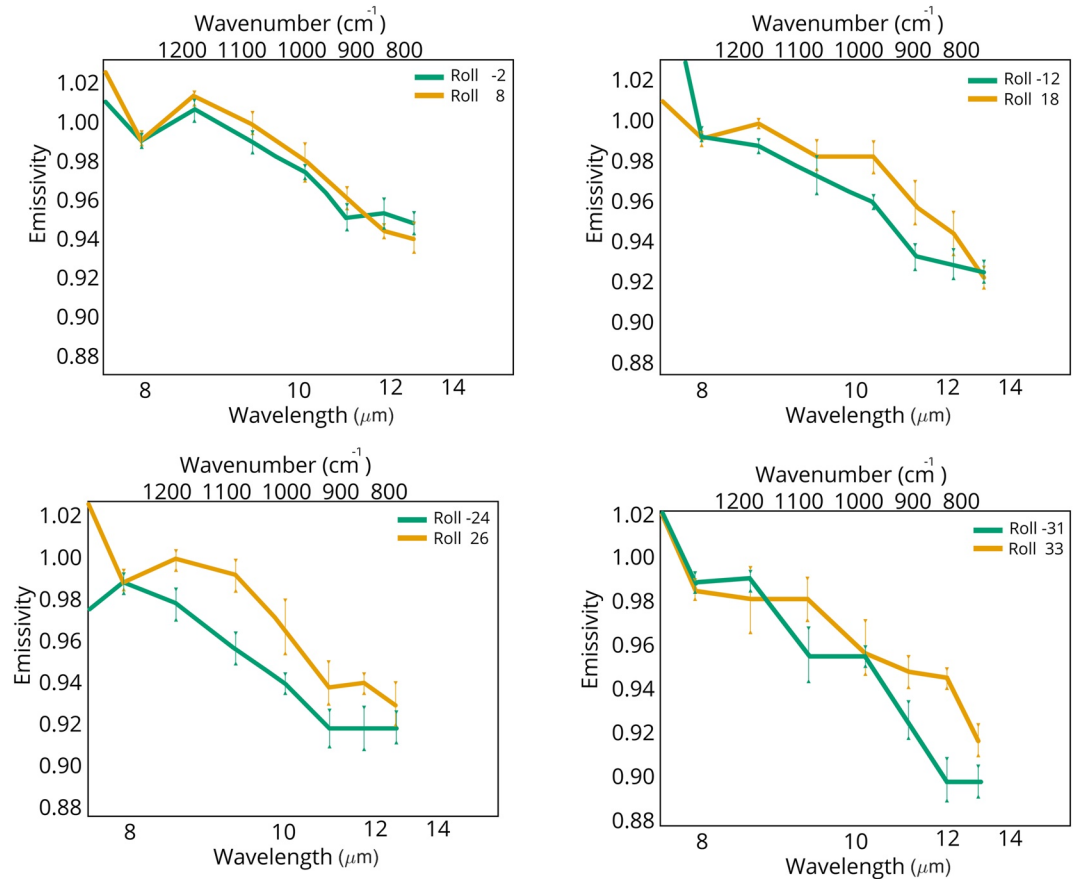 Wavenumber (cm-1)
1200 1100 1000 900 800
1.02
1.00
0.98
0.96
0.94
0.92
0.90
0.88
Emissivity
Roll -2
Roll 8
8 10 12 14
Wavelength (μm)
Wavenumber (cm-1)
1200 1100 1000 900 800
1.02
1.00
0.98
0.96
0.94
0.92
0.90
0.88
Emissivity
Roll -12
Roll 18
8 10 12 14
Wavelength (μm)
Wavenumber (cm-1)
1200 1100 1000 900 800
1.02
1.00
0.98
0.96
0.94
0.92
0.90
0.88
Emissivity
Roll -24
Roll 26
8 10 12 14
Wavelength (μm)
Wavenumber (cm-1)
1200 1100 1000 900 800
1.02
1.00
0.98
0.96
0.94
0.92
0.90
0.88
Emissivity
Roll -31
Roll 33
8 10 12 14
Wavelength (μm)